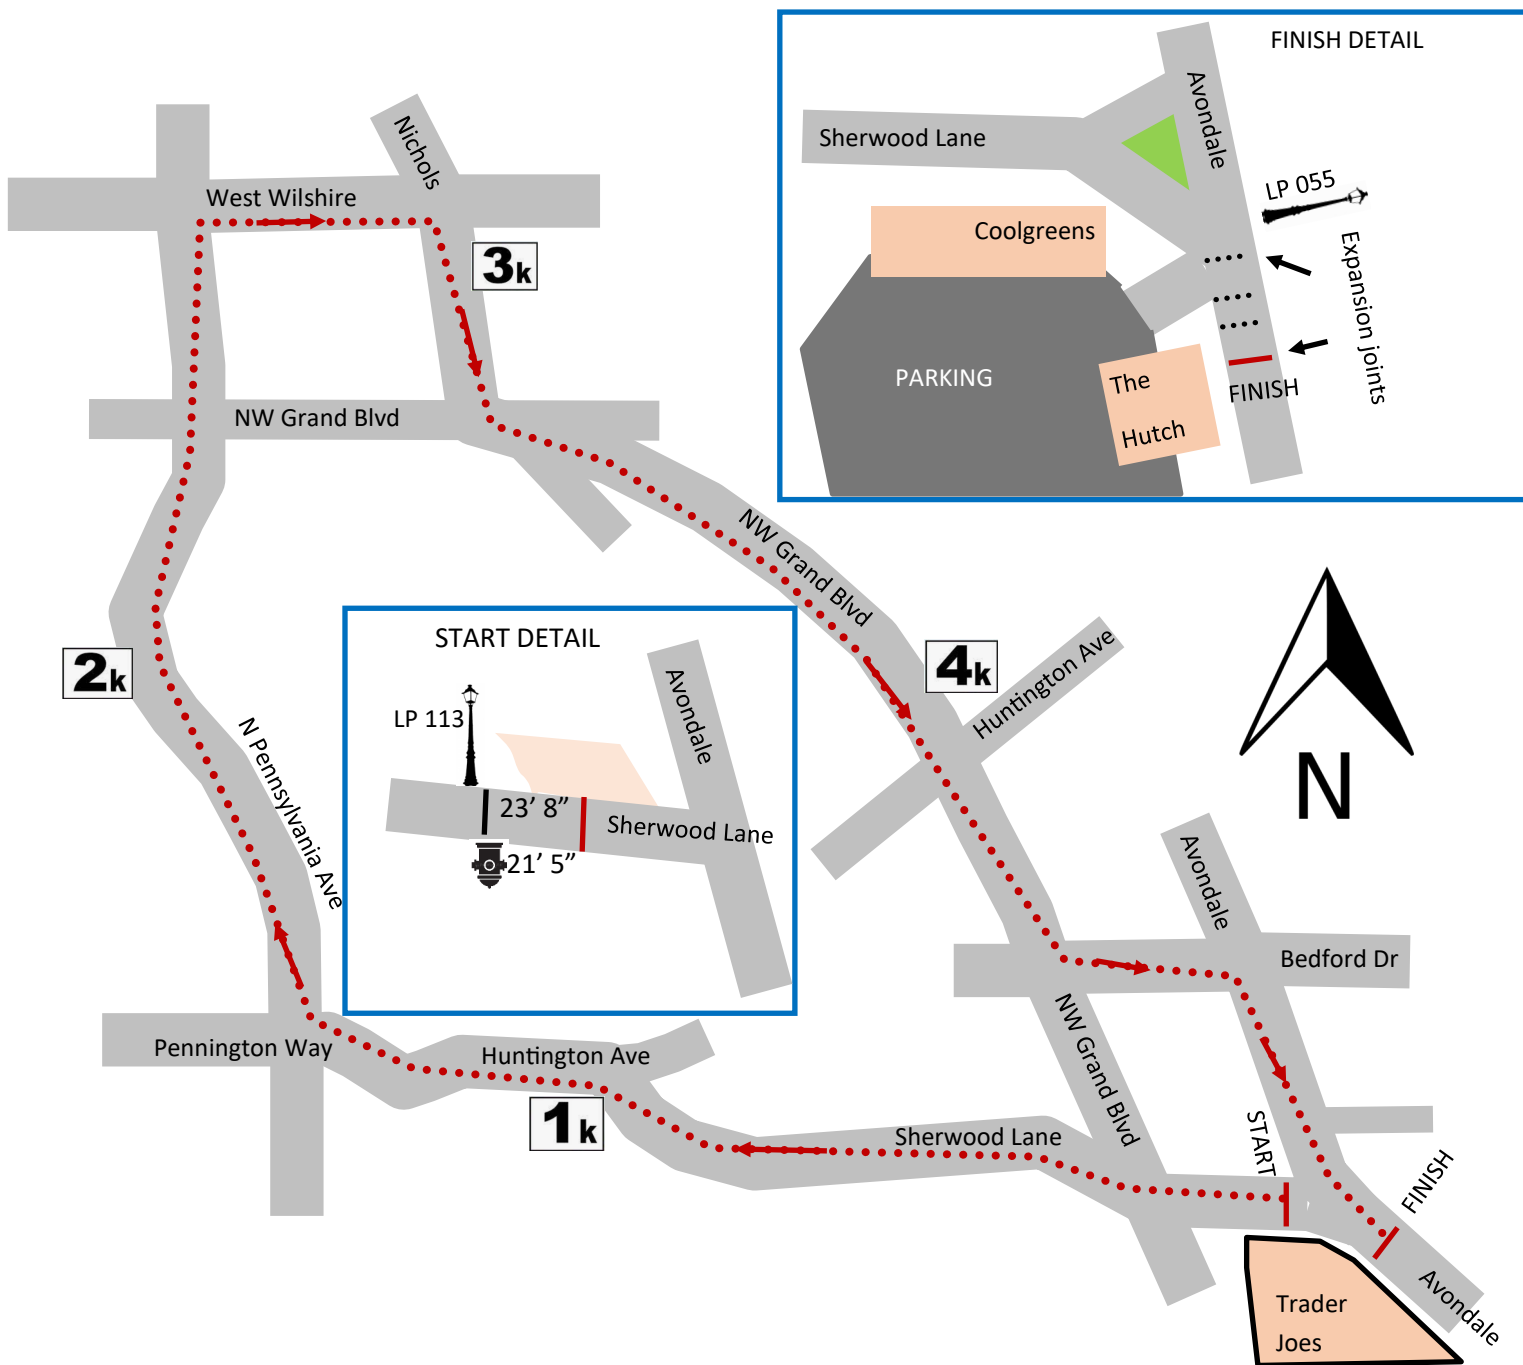 FINISH DETAIL
Avondale
Sherwood Lane
LP 055
Coolgreens
Expansion joints
PARKING
The
Hutch
FINISH
Nichols
West Wilshire
3k
NW Grand Blvd
NW Grand Blvd
START DETAIL
LP 113
Avondale
23’ 8”
Sherwood Lane
21’ 5”
2k
N Pennsylvania Ave
4k
Huntington Ave
N
Avondale
Bedford Dr
NW Grand Blvd
Pennington Way
Huntington Ave
1k
Sherwood Lane
START
FINISH
Avondale
Trader
Joes